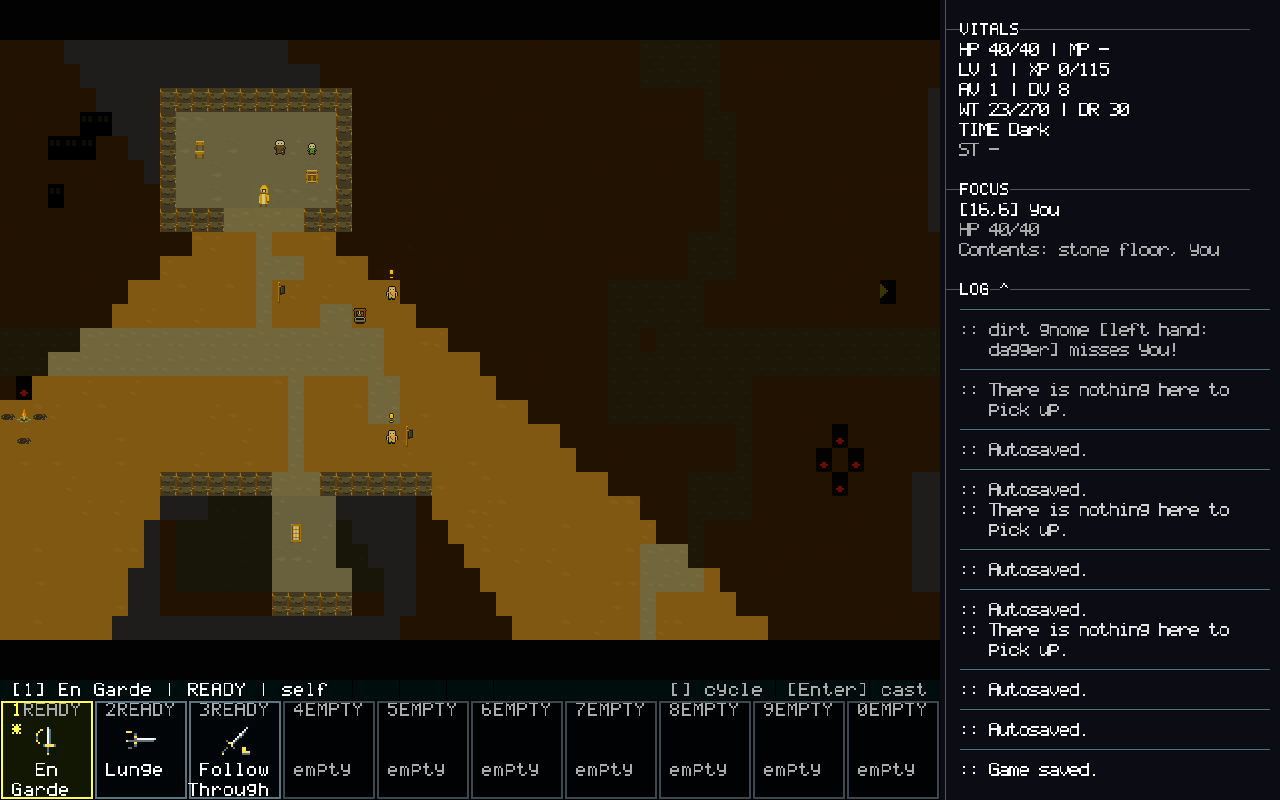 VITALS
HP 40/40 | MP -
LV 1 | XP 0/115
AV 1 | DV 8
WT 23/270 | DR 30
TIME Dark
ST -
FOCUS
[16,6] You
HP 40/40
Contents: stone floor, You
LOG ^
:: dirt gnome [left hand:
dagger] misses You!
:: There is nothing here to
Pick up.
:: Autosaved.
:: Autosaved.
:: There is nothing here to
Pick up.
:: Autosaved.
:: Autosaved.
:: There is nothing here to
Pick up.
:: Autosaved.
:: Autosaved.
:: Game saved.
[1] En Garde | READY | self
[] cycle [Enter] cast
1READY 2READY 3READY 4EMPTY 5EMPTY 6EMPTY 7EMPTY 8EMPTY 9EMPTY 0EMPTY
*
En Garde
Lunge
Follow Through
empty empty empty empty empty empty empty